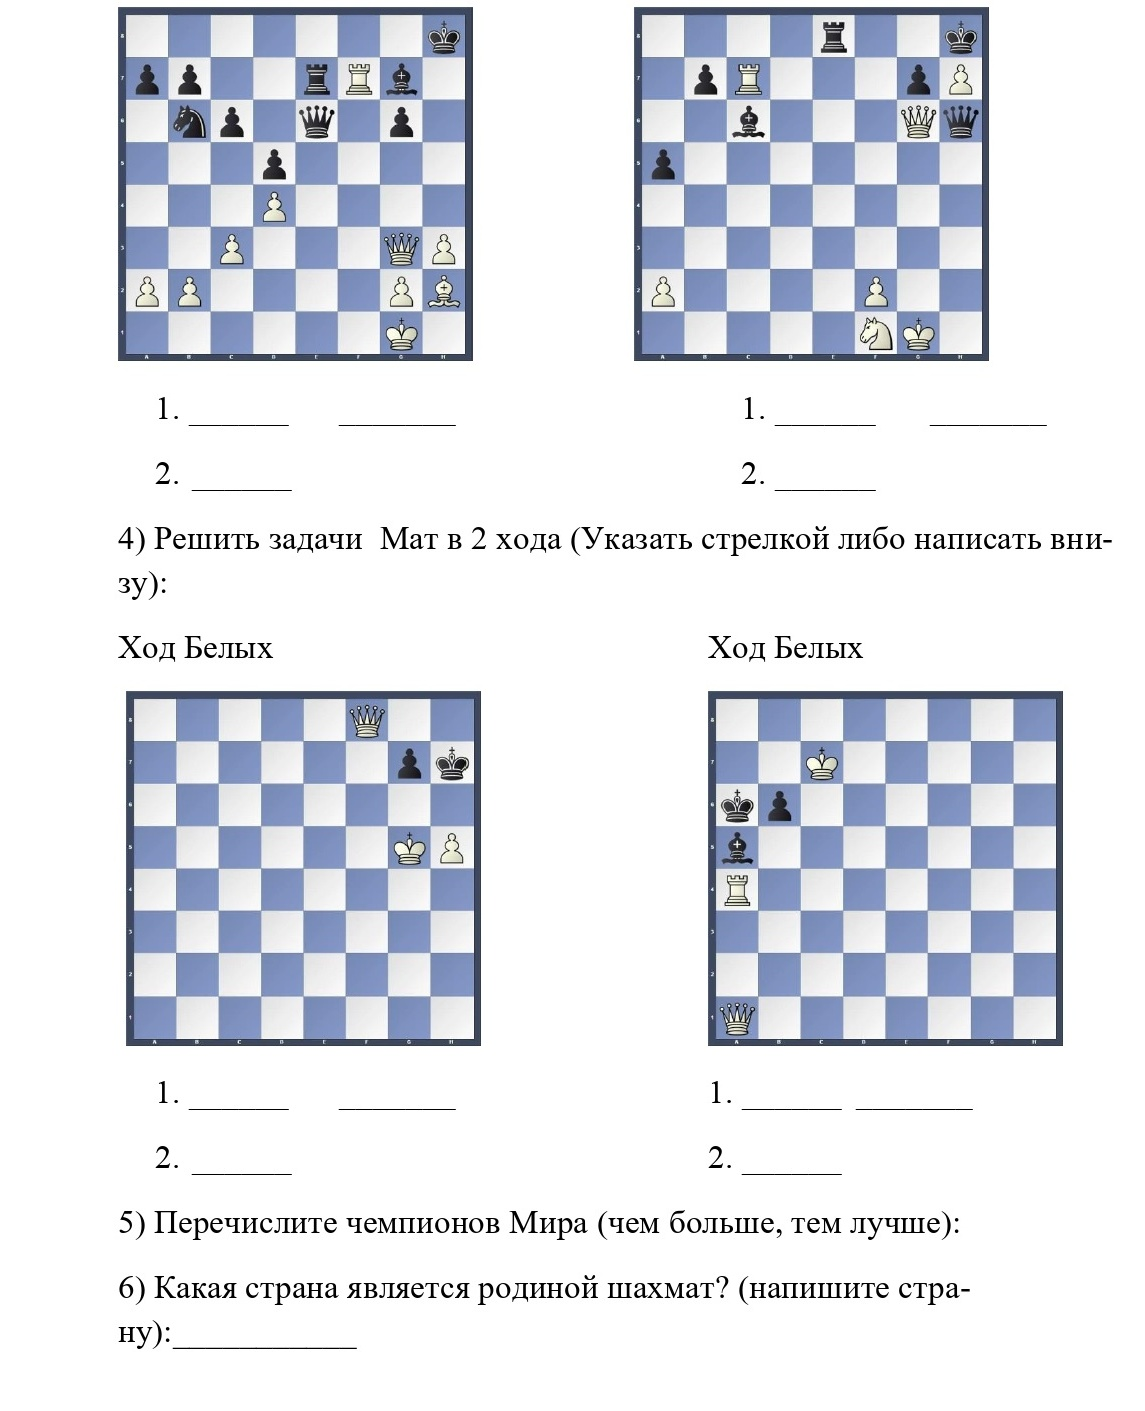 1. ______ _______ 1. ______ _______
2. ______ 2. ______
4) Решить задачи Мат в 2 хода (Указать стрелкой либо написать вни-
зу):
Ход Белых Ход Белых
1. ______ _______ 1. ______ _______
2. ______ 2. ______
5) Перечислите чемпионов Мира (чем больше, тем лучше):
6) Какая страна является родиной шахмат? (напишите стра-
ну):___________